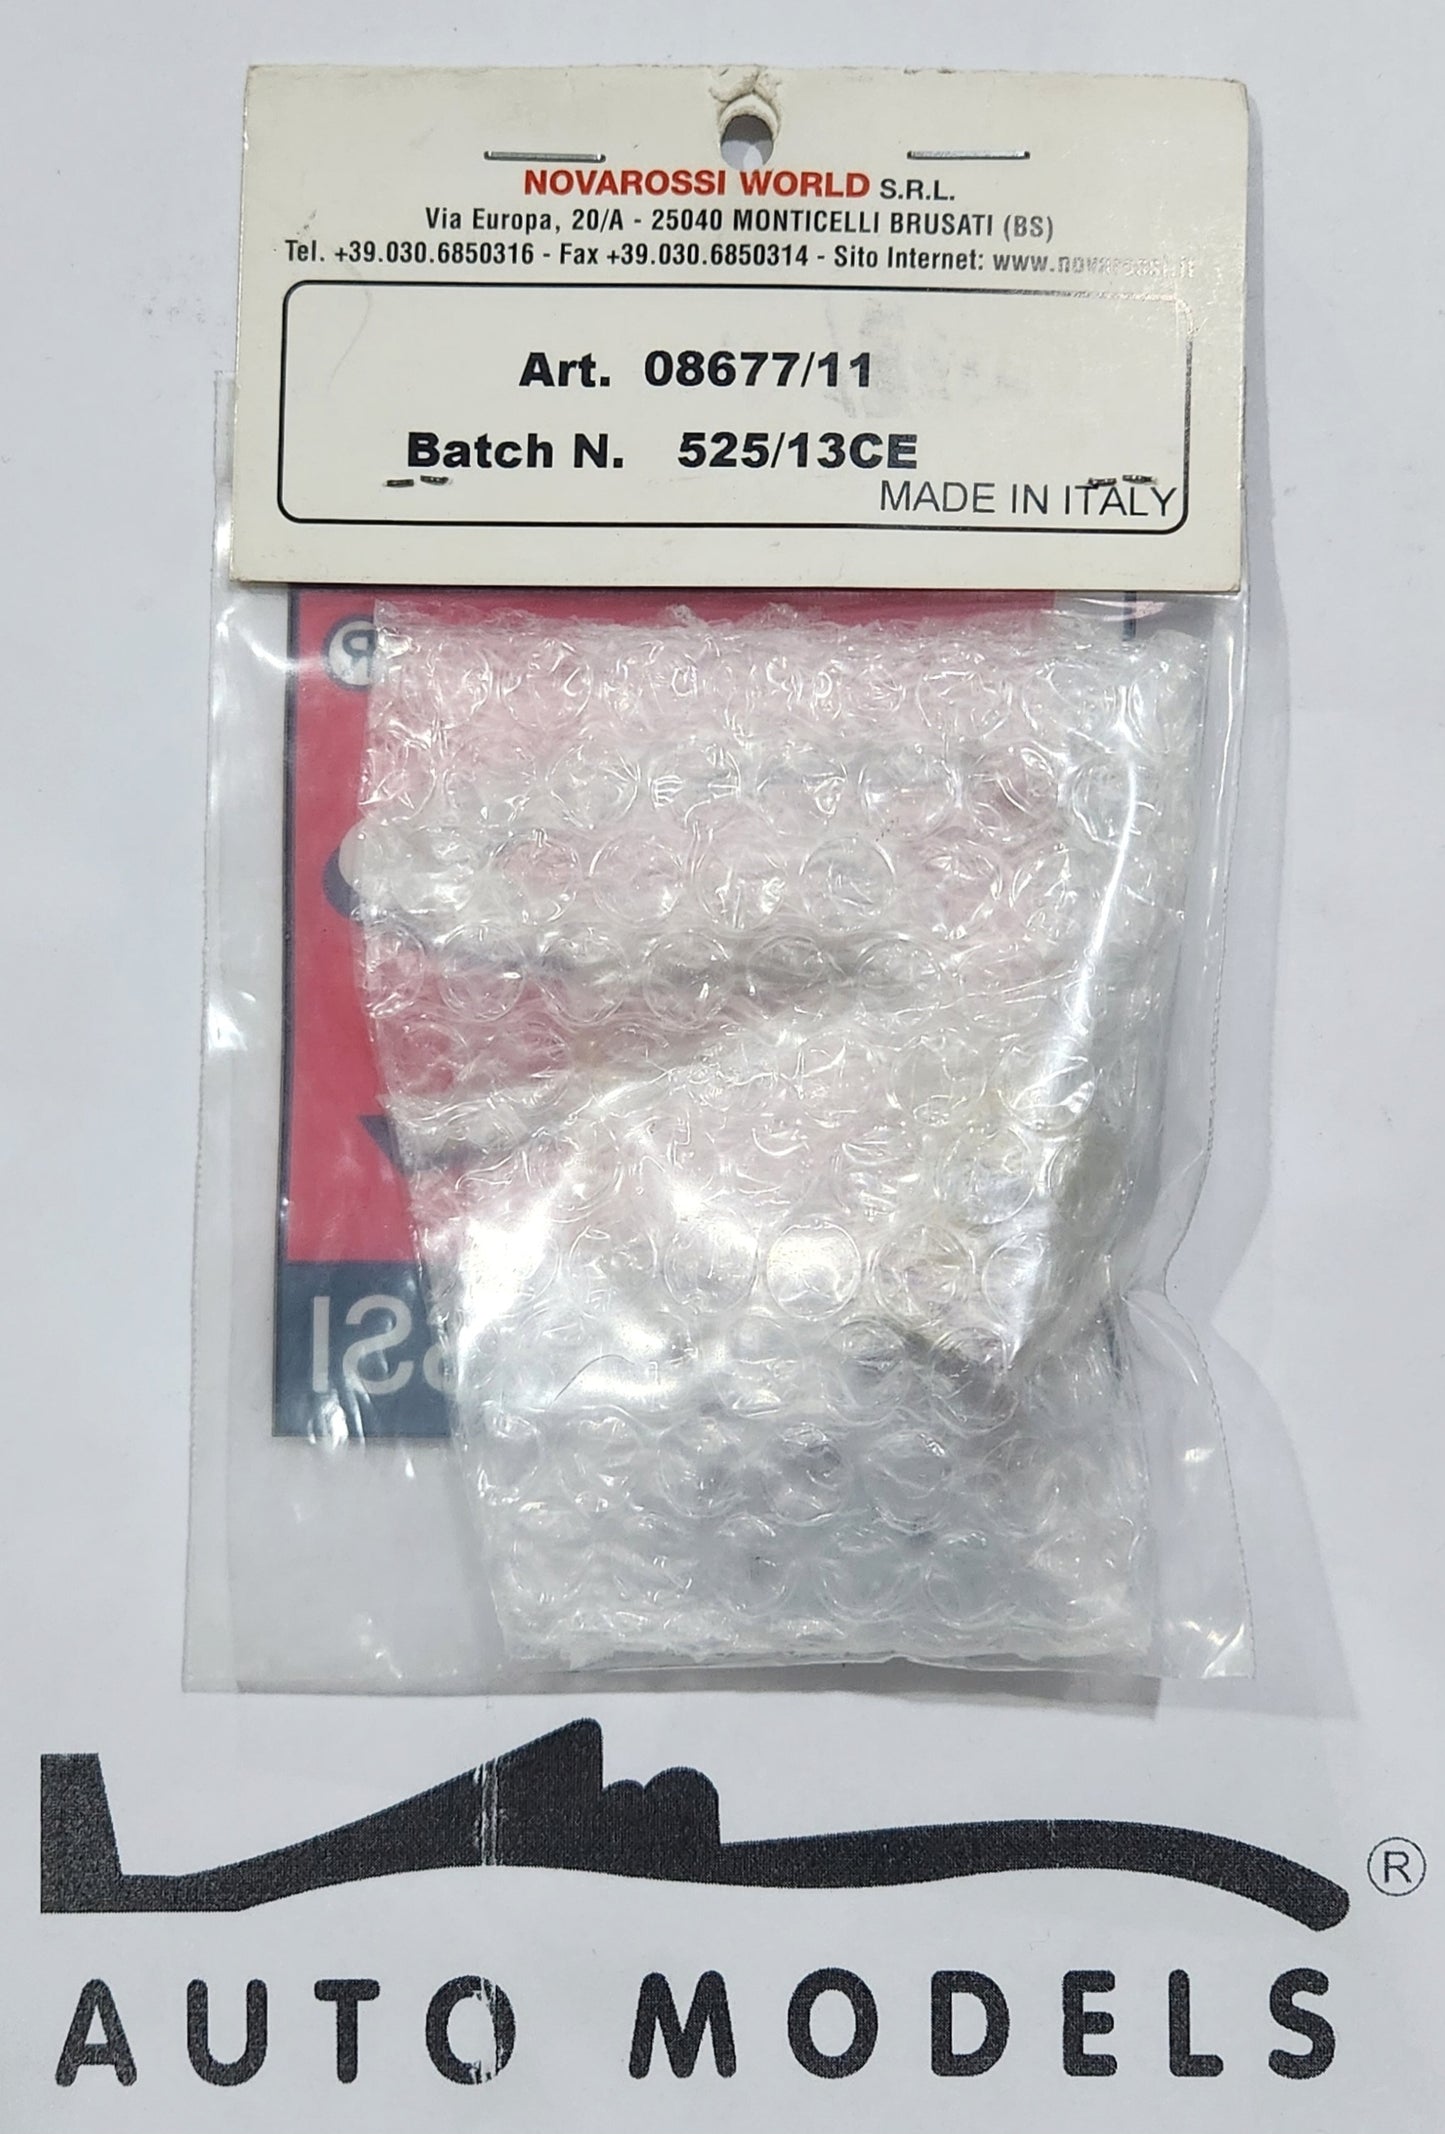 NOVAROSSI WORLD S.R.L.
Via Europa, 20/A - 25040 MONTICELLI BRUSATI (BS)
Tel. +39.030.6850316 - Fax +39.030.6850314 - Sito Internet: www.novarossi.it
Art. 08677/11
Batch N. 525/13CE
MADE IN ITALY
®
SSI
®
AUTO MODELS